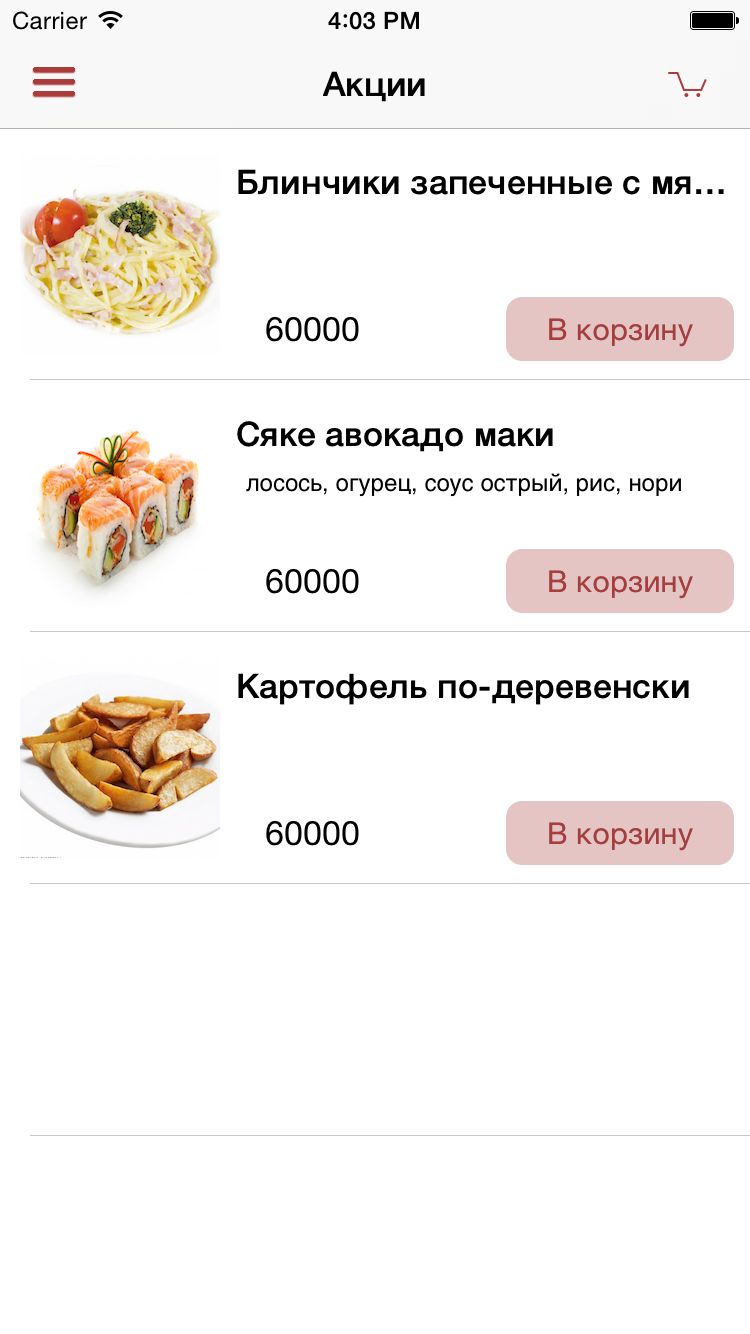 Carrier 4:03 PM
Акции
Блинчики запеченные с мя...
60000 В корзину
Сяке авокадо маки
лосось, огурец, соус острый, рис, нори
60000 В корзину
Картофель по-деревенски
60000 В корзину